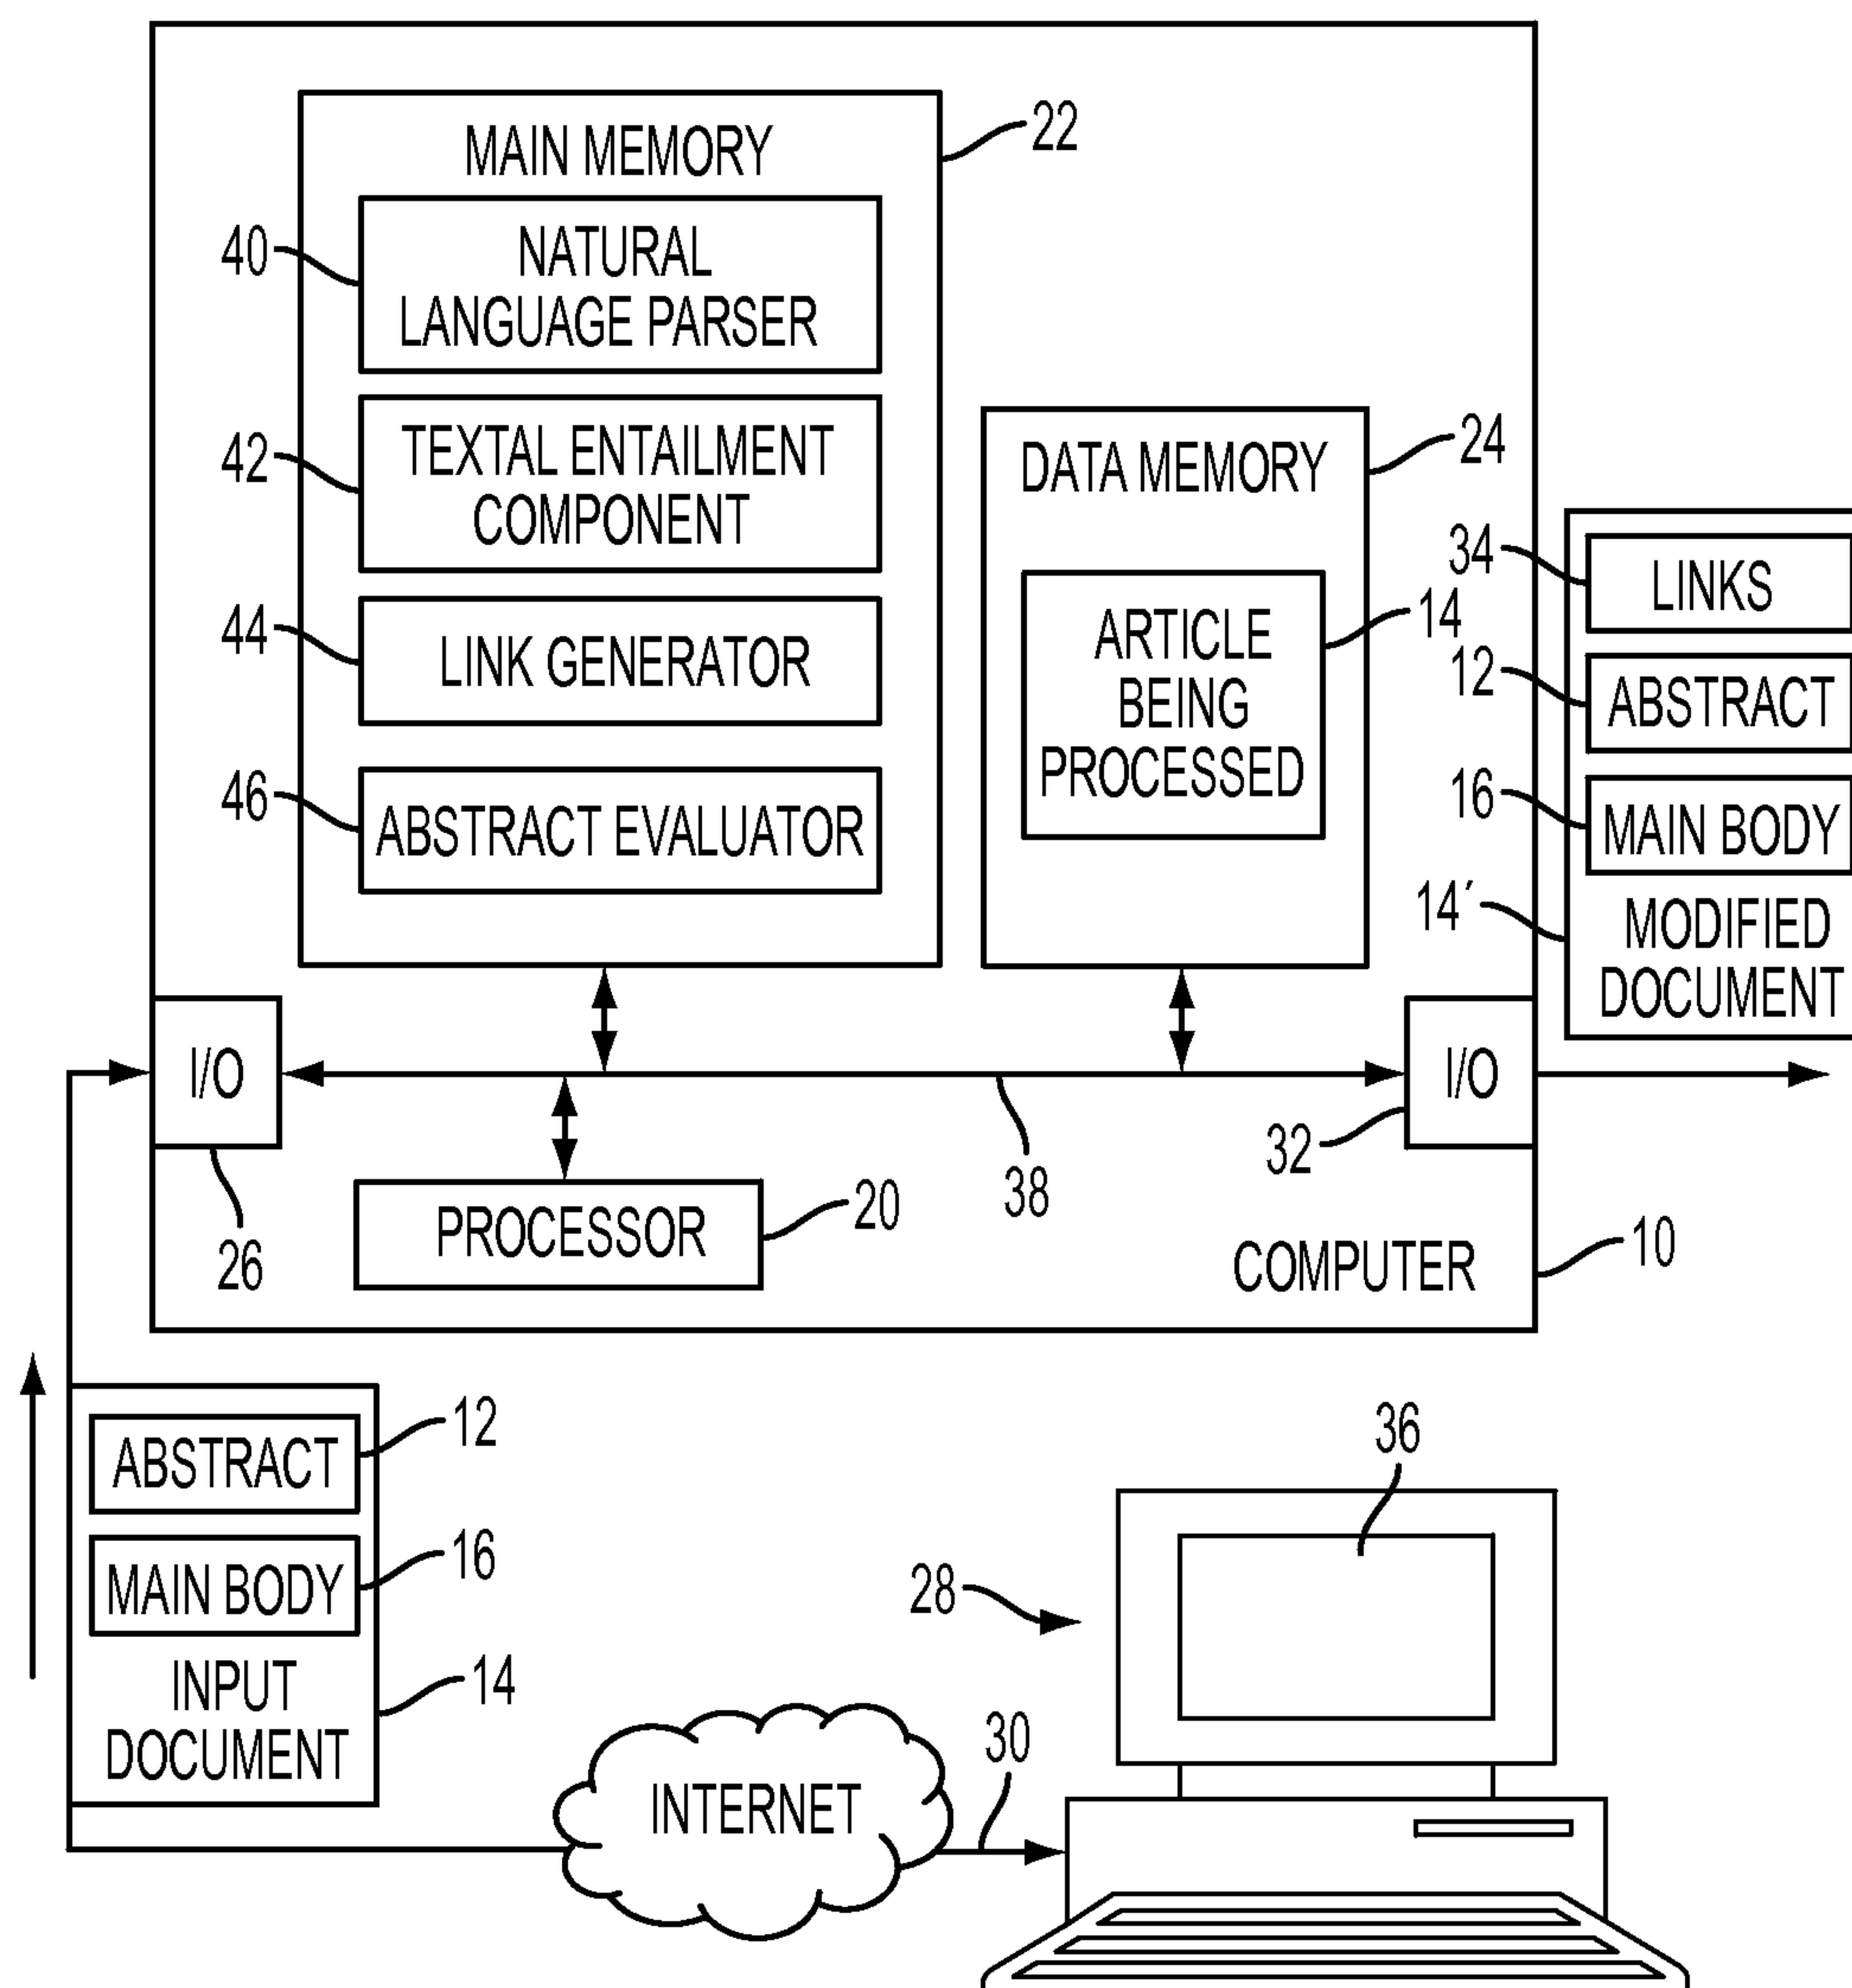 MAIN MEMORY
22
40
NATURAL
LANGUAGE PARSER
42
TEXTAL ENTAILMENT
COMPONENT
44
LINK GENERATOR
46
ABSTRACT EVALUATOR
DATA MEMORY
24
14
ARTICLE
BEING
PROCESSED
34
LINKS
12
ABSTRACT
16
MAIN BODY
14′
MODIFIED
DOCUMENT
I/O
26
38
I/O
32
PROCESSOR
20
COMPUTER
10
ABSTRACT
12
MAIN BODY
16
INPUT
DOCUMENT
14
INTERNET
30
28
36